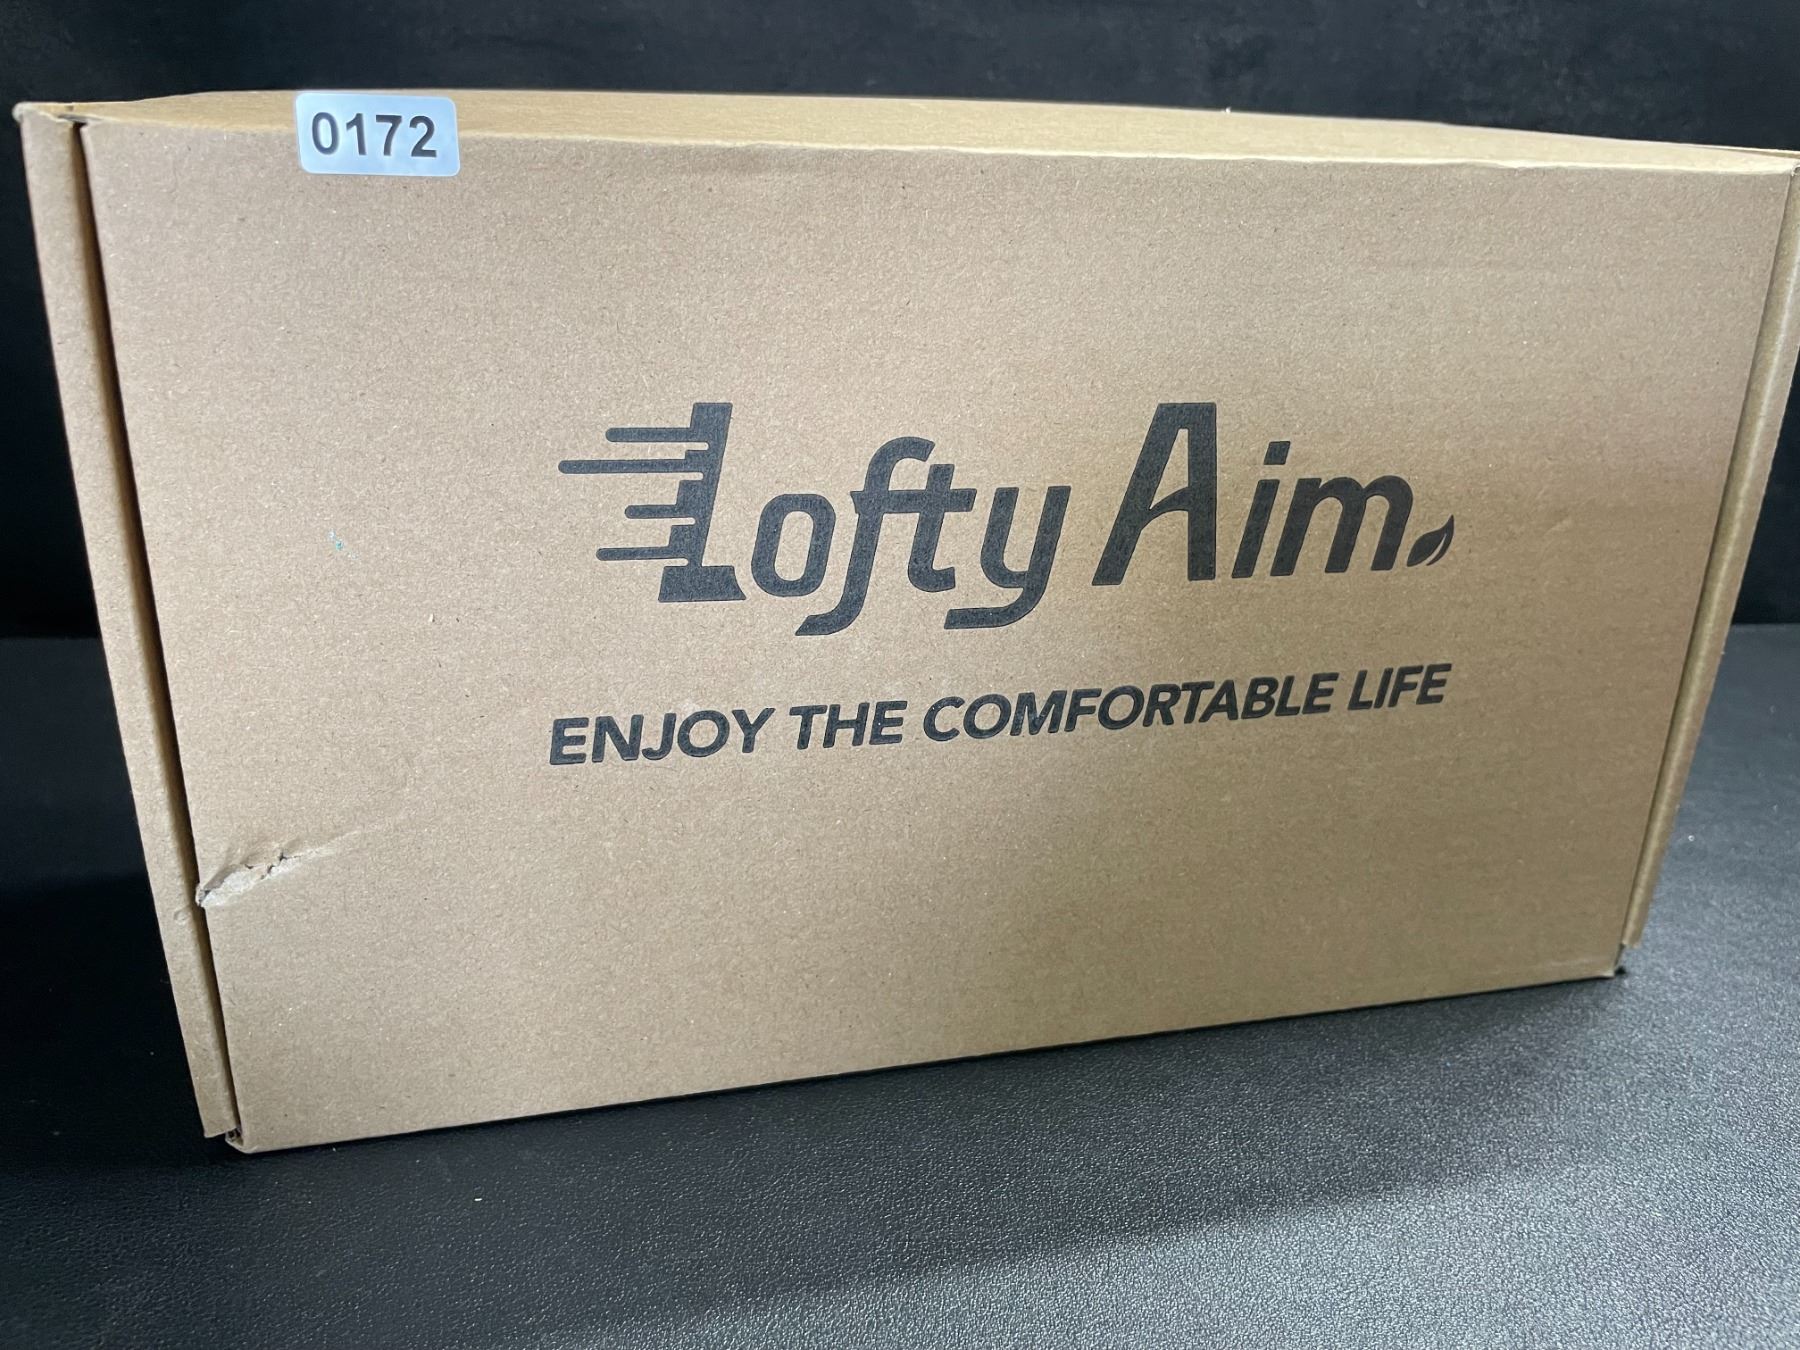 0172
Lofty Aim
ENJOY THE COMFORTABLE LIFE